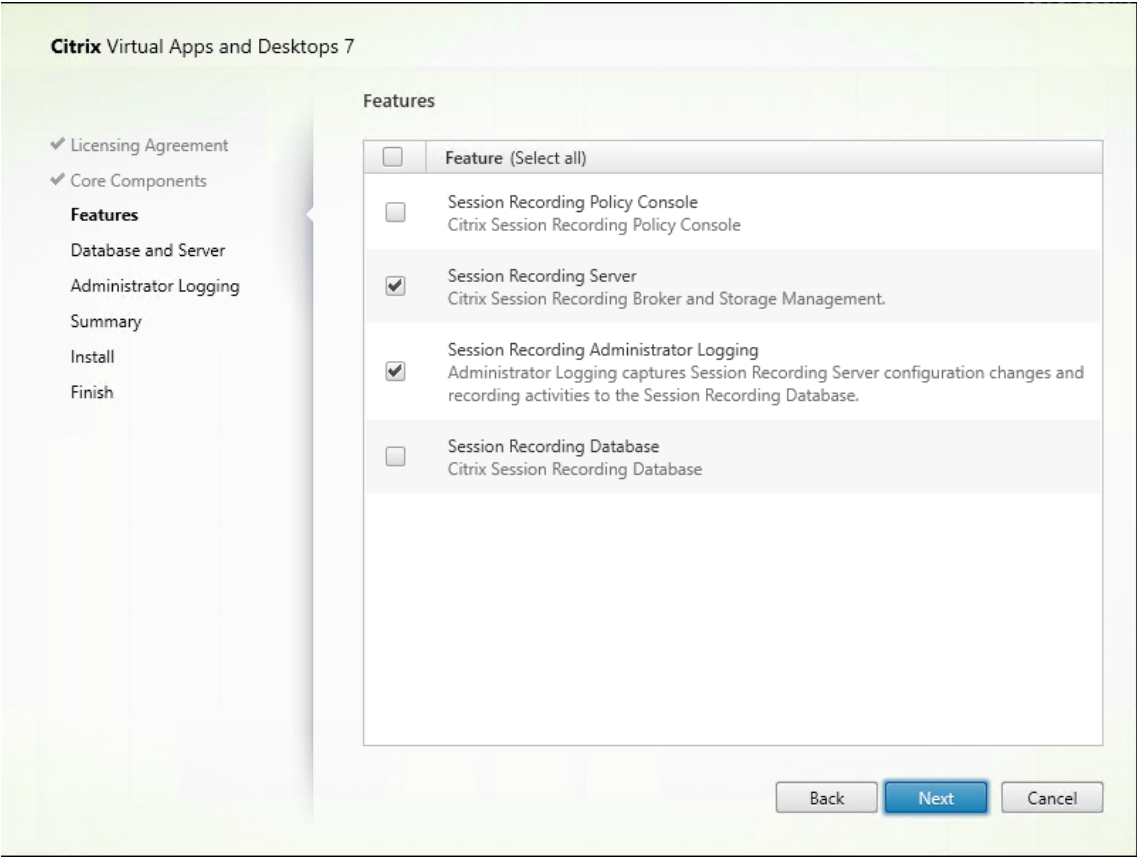 Citrix Virtual Apps and Desktops 7
Licensing Agreement
Core Components
Features
Database and Server
Administrator Logging
Summary
Install
Finish
Features
Feature (Select all)
Session Recording Policy Console
Citrix Session Recording Policy Console
Session Recording Server
Citrix Session Recording Broker and Storage Management.
Session Recording Administrator Logging
Administrator Logging captures Session Recording Server configuration changes and
recording activities to the Session Recording Database.
Session Recording Database
Citrix Session Recording Database
Back
Next
Cancel